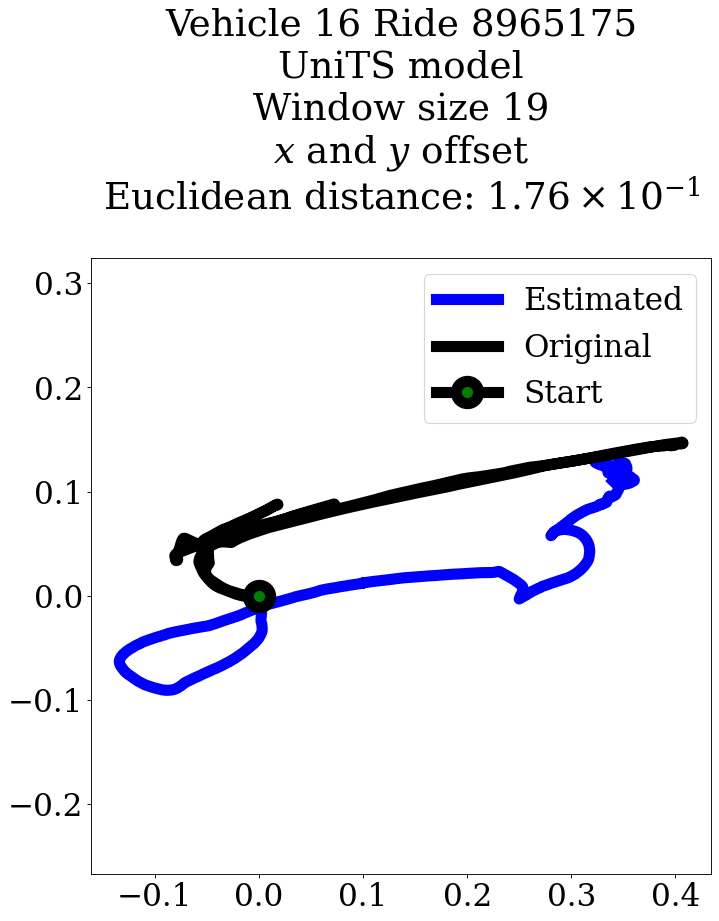 Vehicle 16 Ride 8965175
UniTS model
Window size 19
x and y offset
Euclidean distance: 1.76 × 10⁻¹
Estimated
Original
Start
0.3
0.2
0.1
0.0
−0.1
−0.2
−0.1 0.0 0.1 0.2 0.3 0.4